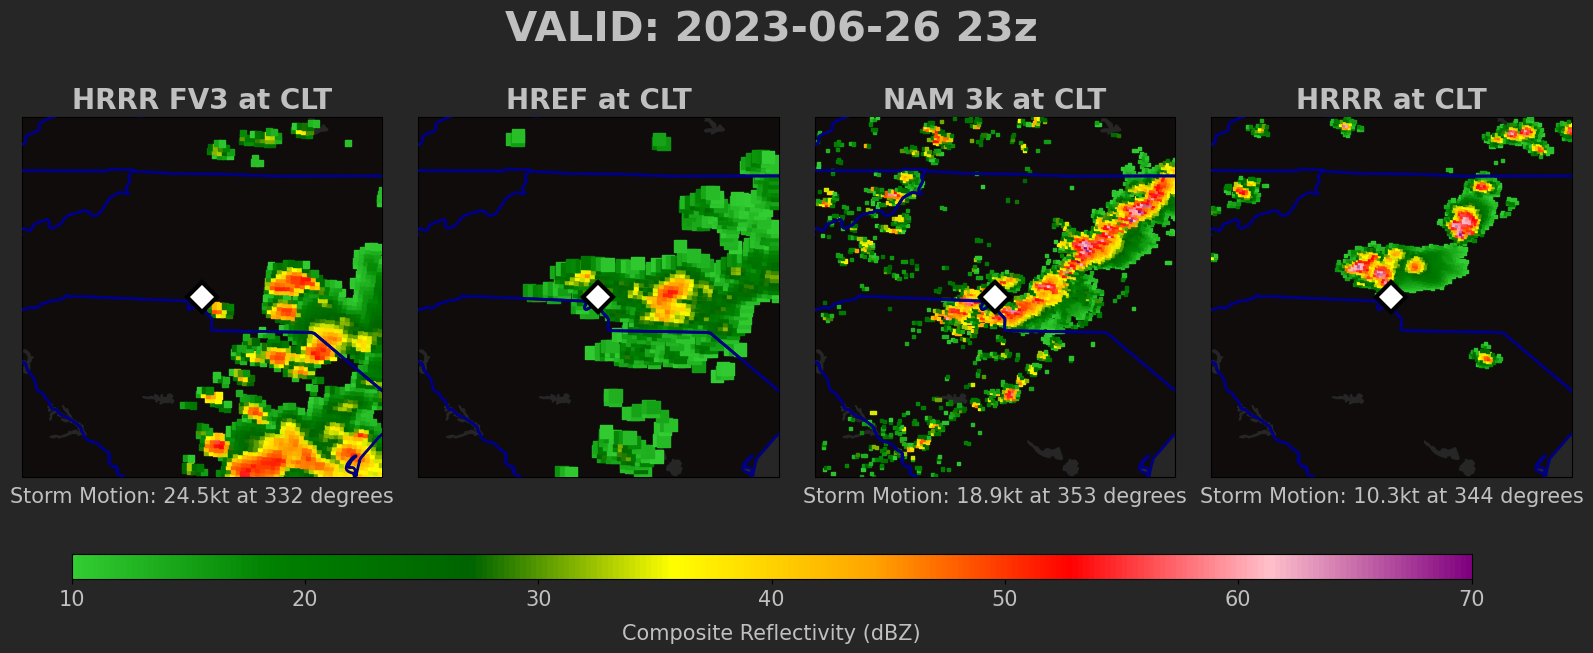 VALID: 2023-06-26 23z
HRRR FV3 at CLT
HREF at CLT
NAM 3k at CLT
HRRR at CLT
Storm Motion: 24.5kt at 332 degrees
Storm Motion: 18.9kt at 353 degrees
Storm Motion: 10.3kt at 344 degrees
10 20 30 40 50 60 70
Composite Reflectivity (dBZ)